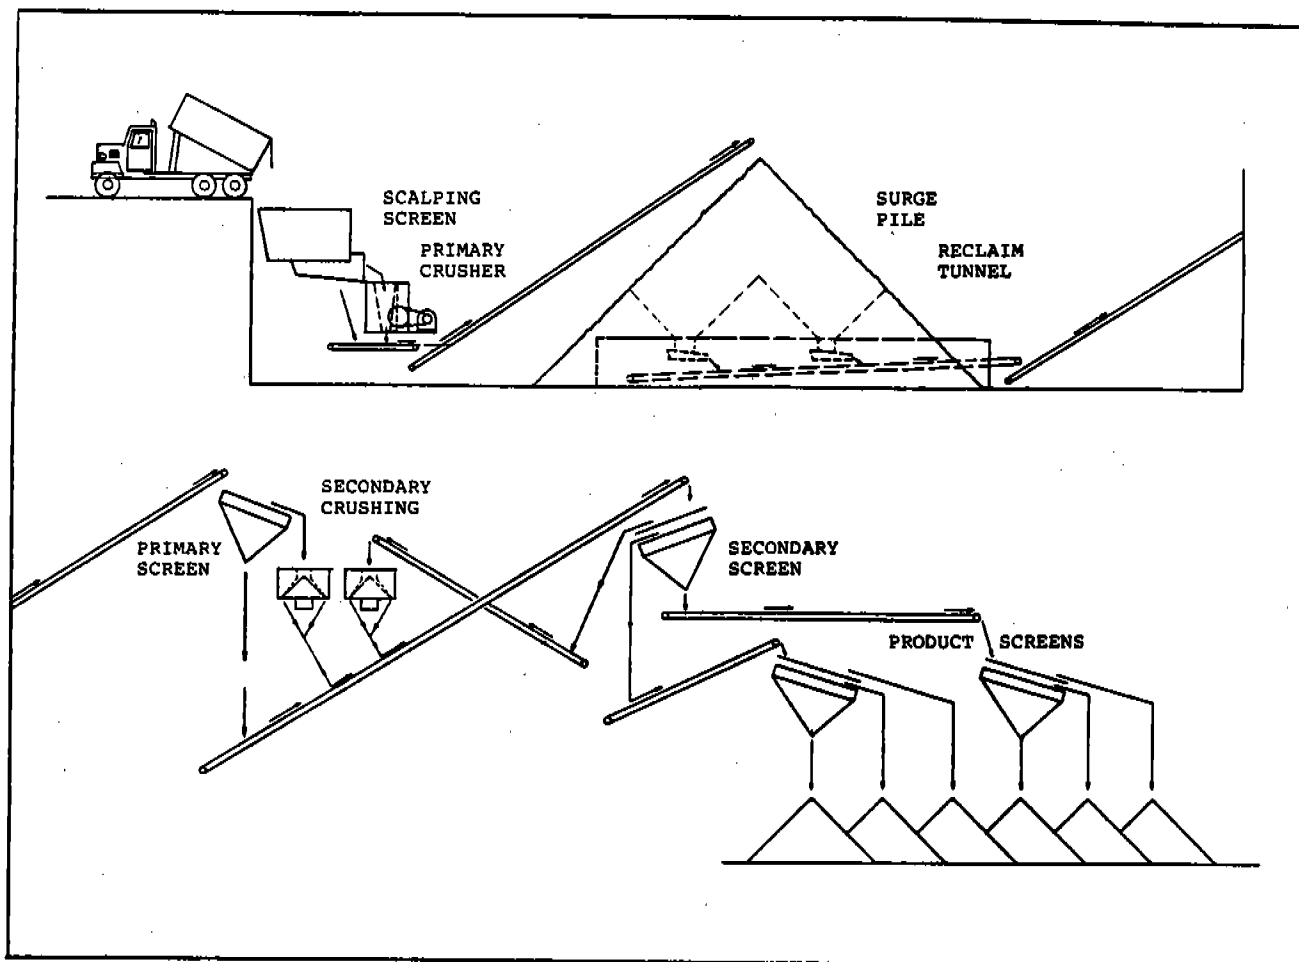 SCALPING
SCREEN
PRIMARY
CRUSHER
SURGE
PILE
RECLAIM
TUNNEL
SECONDARY
CRUSHING
PRIMARY
SCREEN
SECONDARY
SCREEN
PRODUCT SCREENS